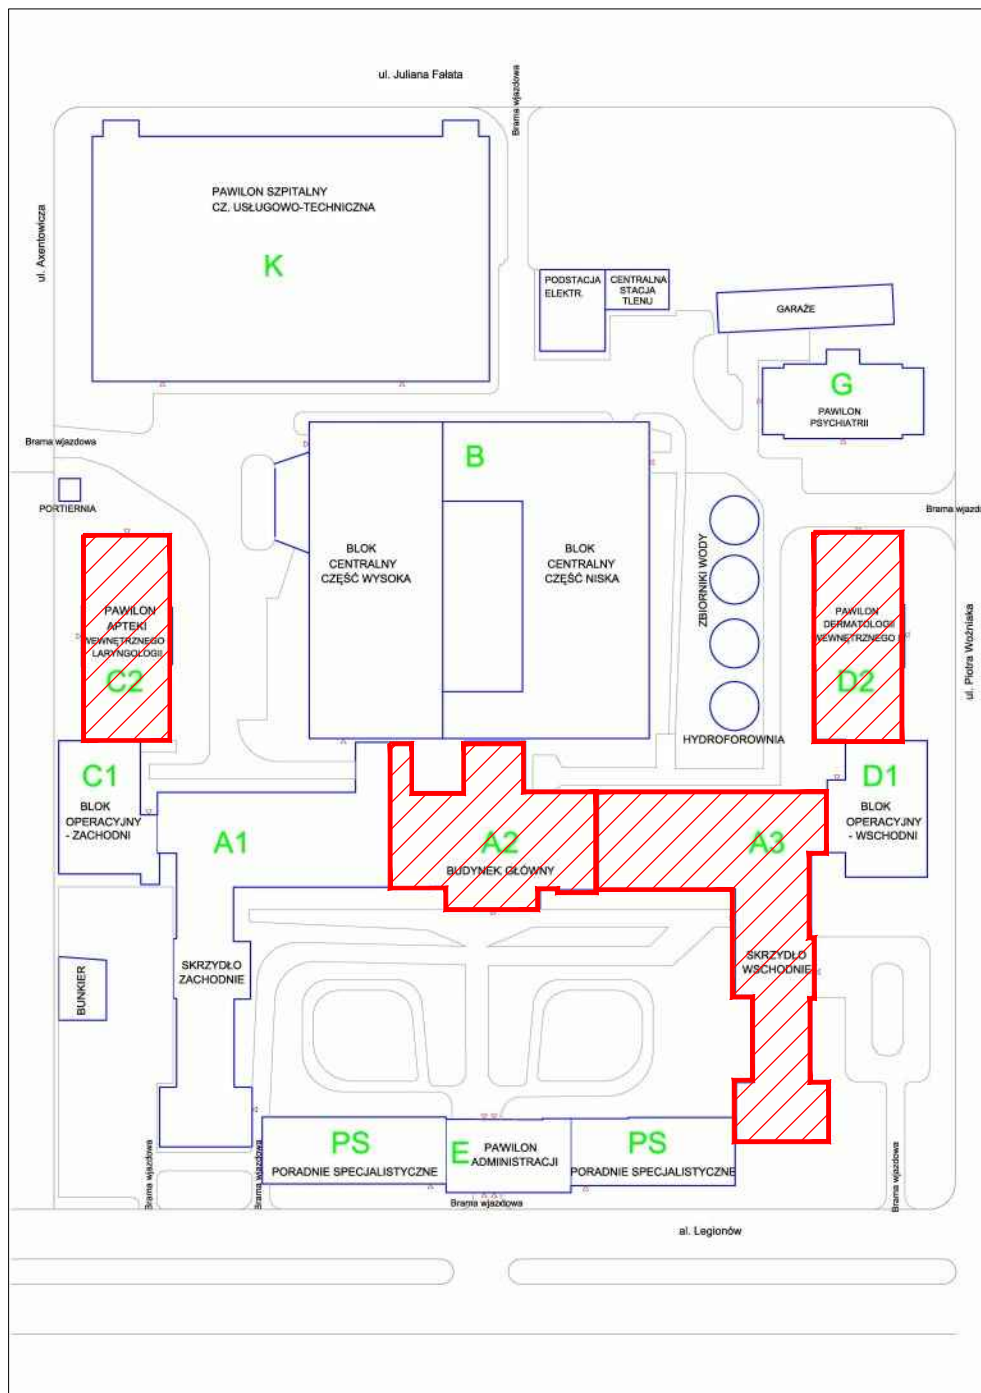 ul. Juliana Fałata
Brama wjazdowa
PAWILON SZPITALNY
CZ. USŁUGOWO-TECHNICZNA
ul. Axentowicza
K
PODSTACJA
ELEKTR.
CENTRALNA
STACJA
TLENU
GARAŻE
G
PAWILON
PSYCHIATRII
Brama wjazdowa
B
PORTIERNIA
BLOK
CENTRALNY
CZĘŚĆ WYSOKA
BLOK
CENTRALNY
CZĘŚĆ NISKA
ZBIORNIKI WODY
Brama wjazd
PAWILON
APTEKI
WEWNĘTRZNEGO
LARYNGOLOGII
C2
PAWILON
DERMATOLOGII
WEWNĘTRZNEGO
D2
ul. Piotra Woźniaka
HYDROFOROWNIA
C1
BLOK
OPERACYJNY
- ZACHODNI
D1
BLOK
OPERACYJNY
- WSCHODNI
A1
A2
BUDYNEK GŁÓWNY
A3
SKRZYDŁO
ZACHODNIE
SKRZYDŁO
WSCHODNIE
BUNKIER
PS
PORADNIE SPECJALISTYCZNE
E
PAWILON
ADMINISTRACJI
PS
PORADNIE SPECJALISTYCZNE
Brama wjazdowa
Brama wjazdowa
Brama wjazdowa
Brama wjazdowa
al. Legionów